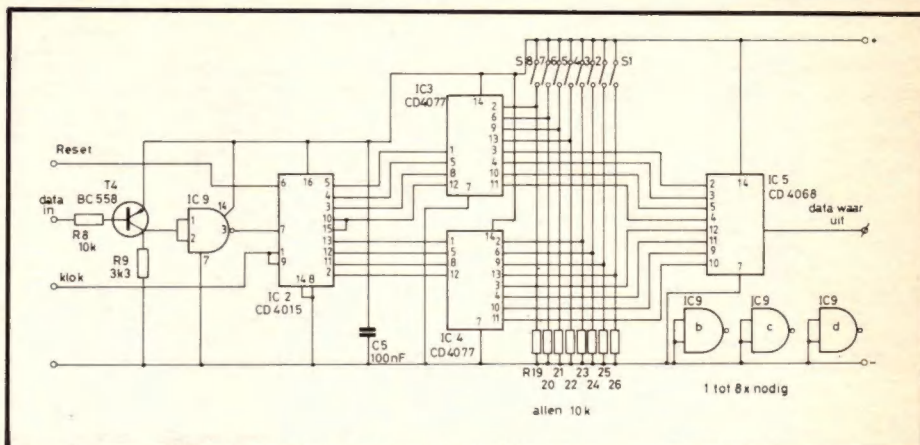 Reset
data
in
klok
R8
10k
T4
BC 558
R9
3k3
IC 9
1
2
3
14
7
IC 2
CD 4015
6
7
1
9
16
14 8
5
4
3
10
15
13
12
11
2
C5
100nF
IC3
CD4077
14
1
5
8
12
2
6
9
13
3
4
10
11
7
IC 4
CD4077
14
1
5
8
12
2
6
9
13
3
4
10
11
7
S 8 7 6 5 4 3 2 S1
R19 21 23 25
20 22 24 26
allen 10k
IC 5
CD 4068
14
2
3
5
4
12
11
9
10
7
data waar
uit
+
-
IC9
b
IC9
c
IC9
d
1 tot 8x nodig